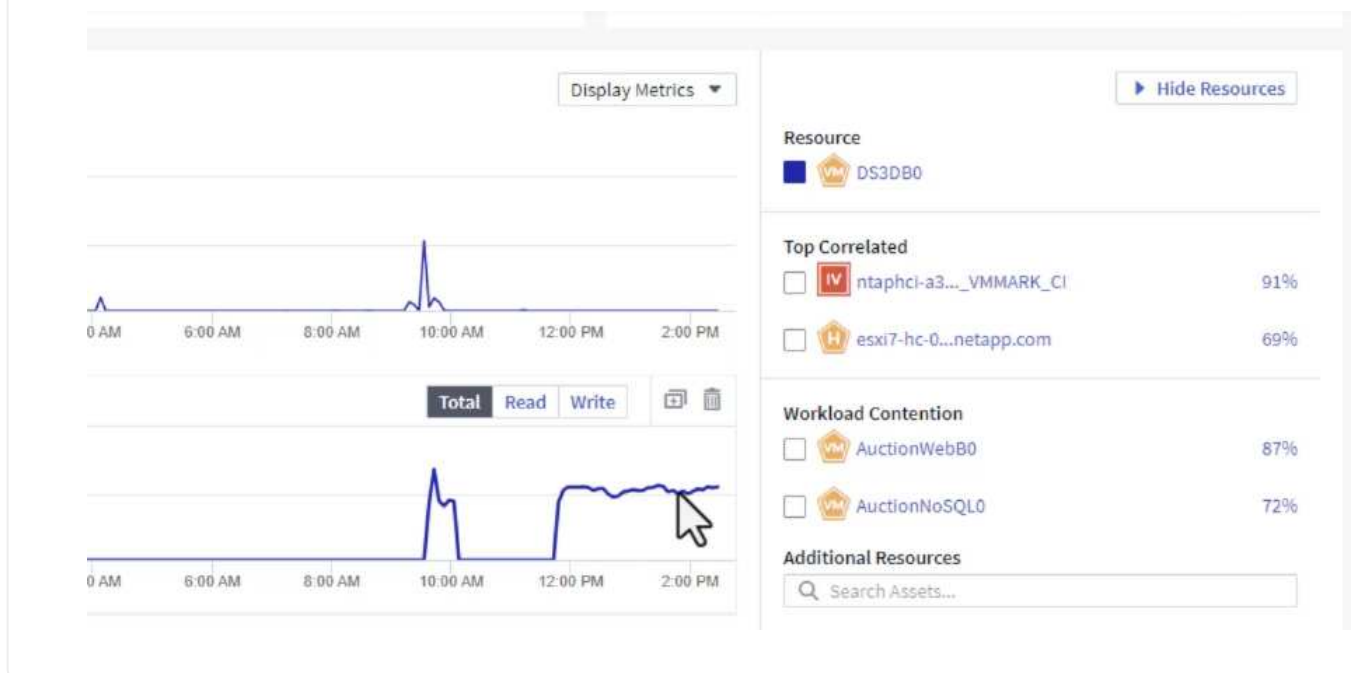 Display Metrics
0 AM 6:00 AM 8:00 AM 10:00 AM 12:00 PM 2:00 PM
Total Read Write
0 AM 6:00 AM 8:00 AM 10:00 AM 12:00 PM 2:00 PM
Hide Resources
Resource
VM DS3DB0
Top Correlated
IV ntaphci-a3..._VMMARK_CI 91%
H esxi7-hc-0...netapp.com 69%
Workload Contention
VM AuctionWebB0 87%
VM AuctionNoSQL0 72%
Additional Resources
Search Assets...